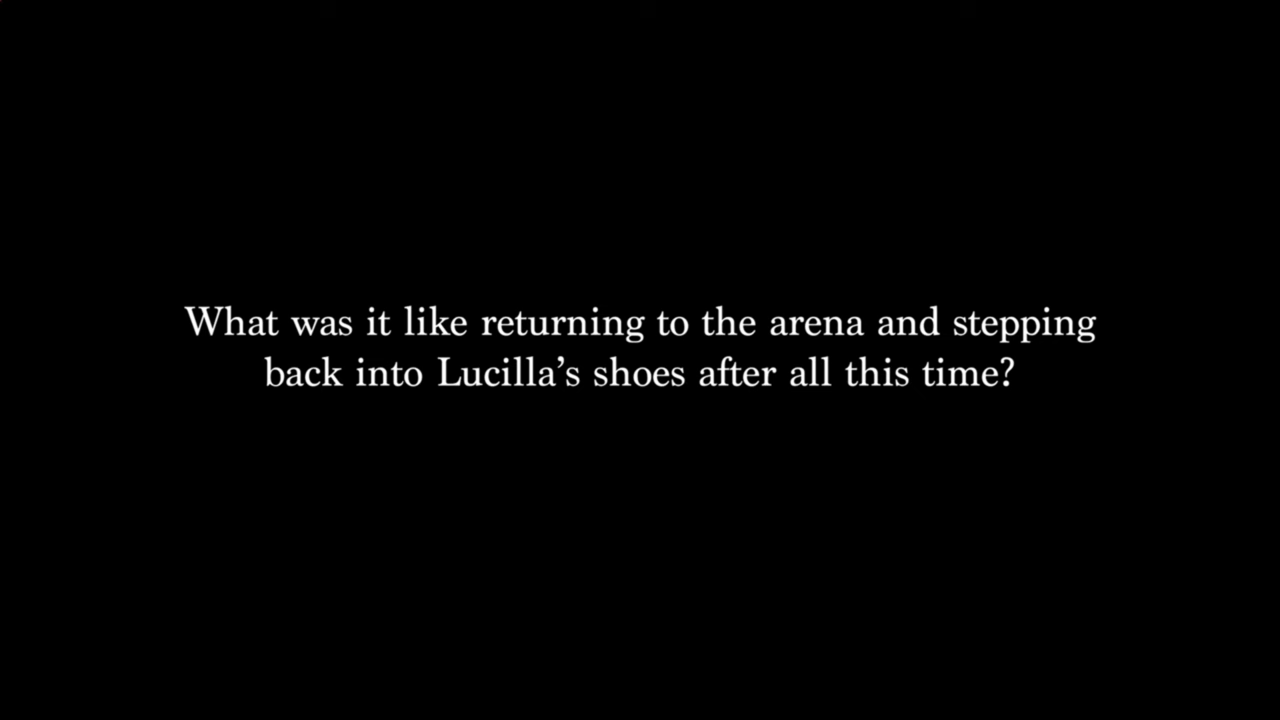 What was it like returning to the arena and stepping
back into Lucilla’s shoes after all this time?